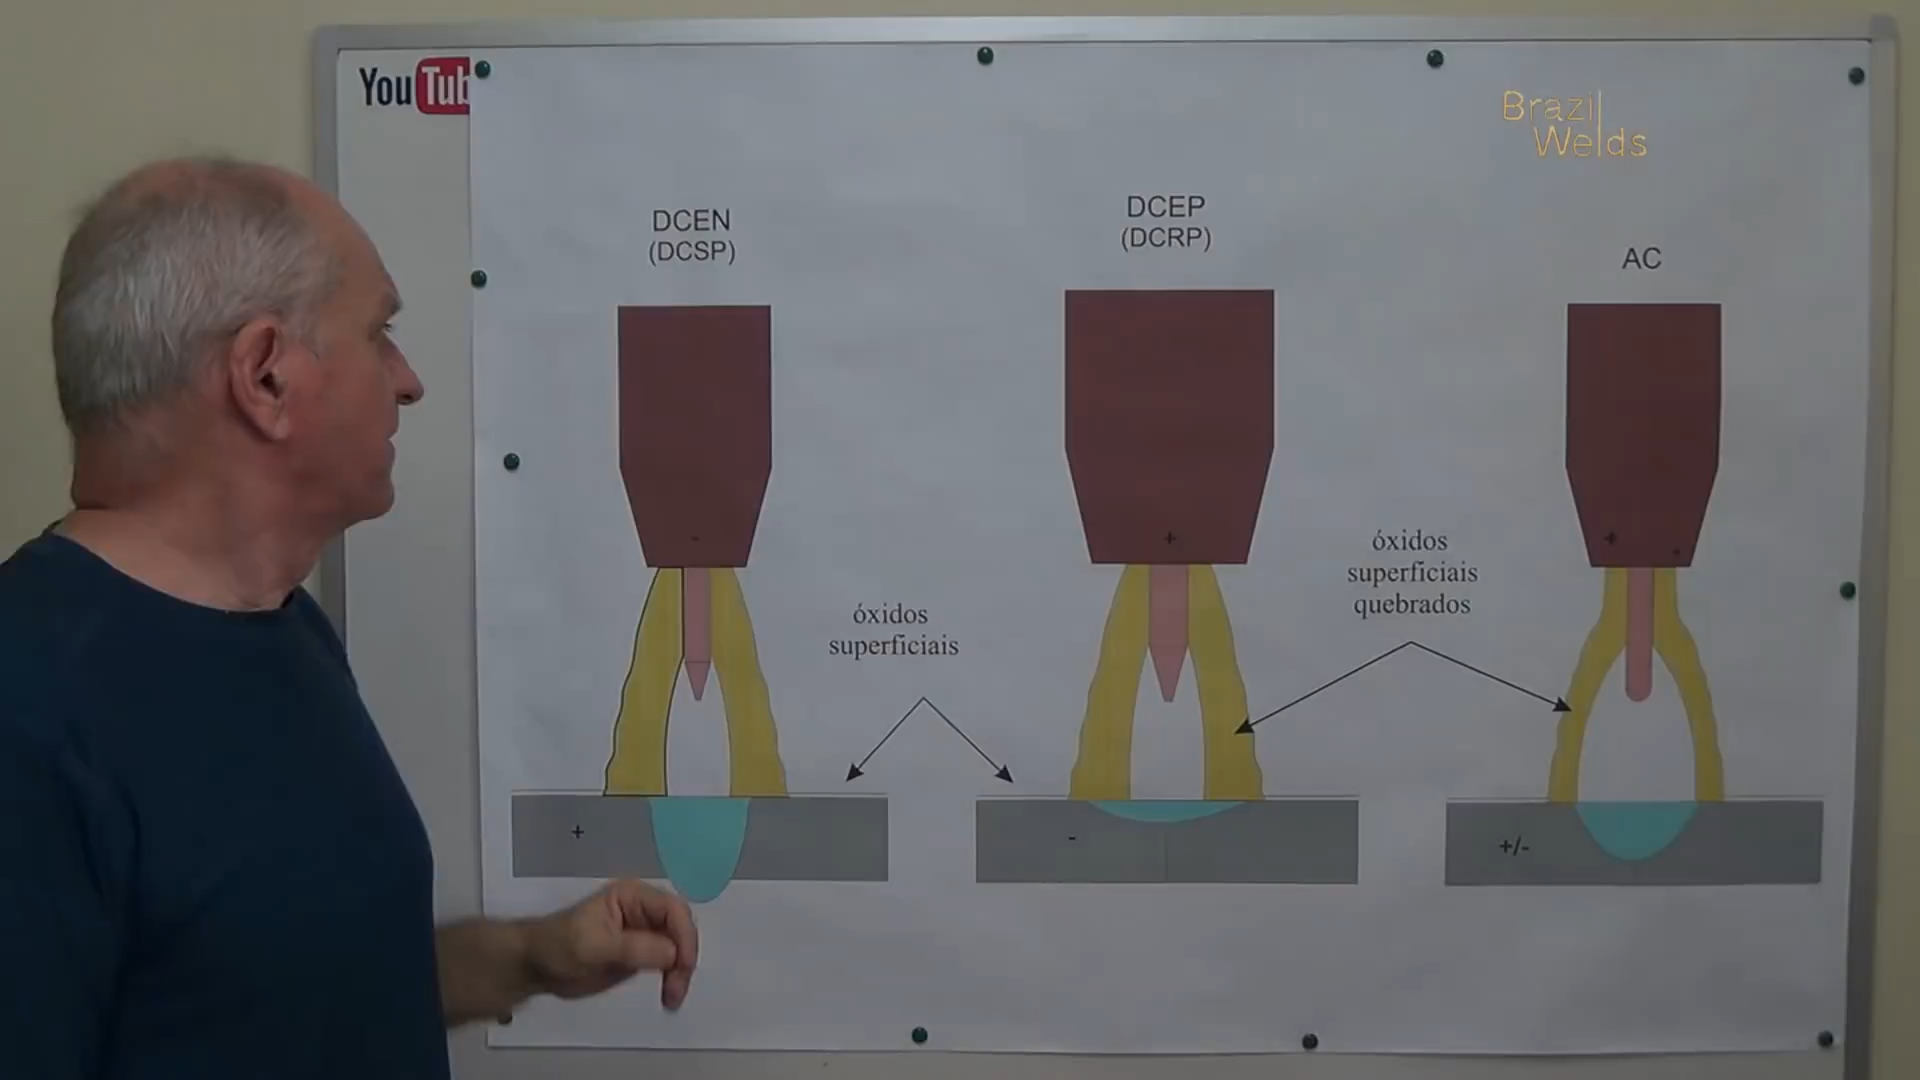 YouTub
Brazil
Welds
DCEN
(DCSP)
DCEP
(DCRP)
AC
-
+
+ -
óxidos
superficiais
óxidos
superficiais
quebrados
+
-
+/-